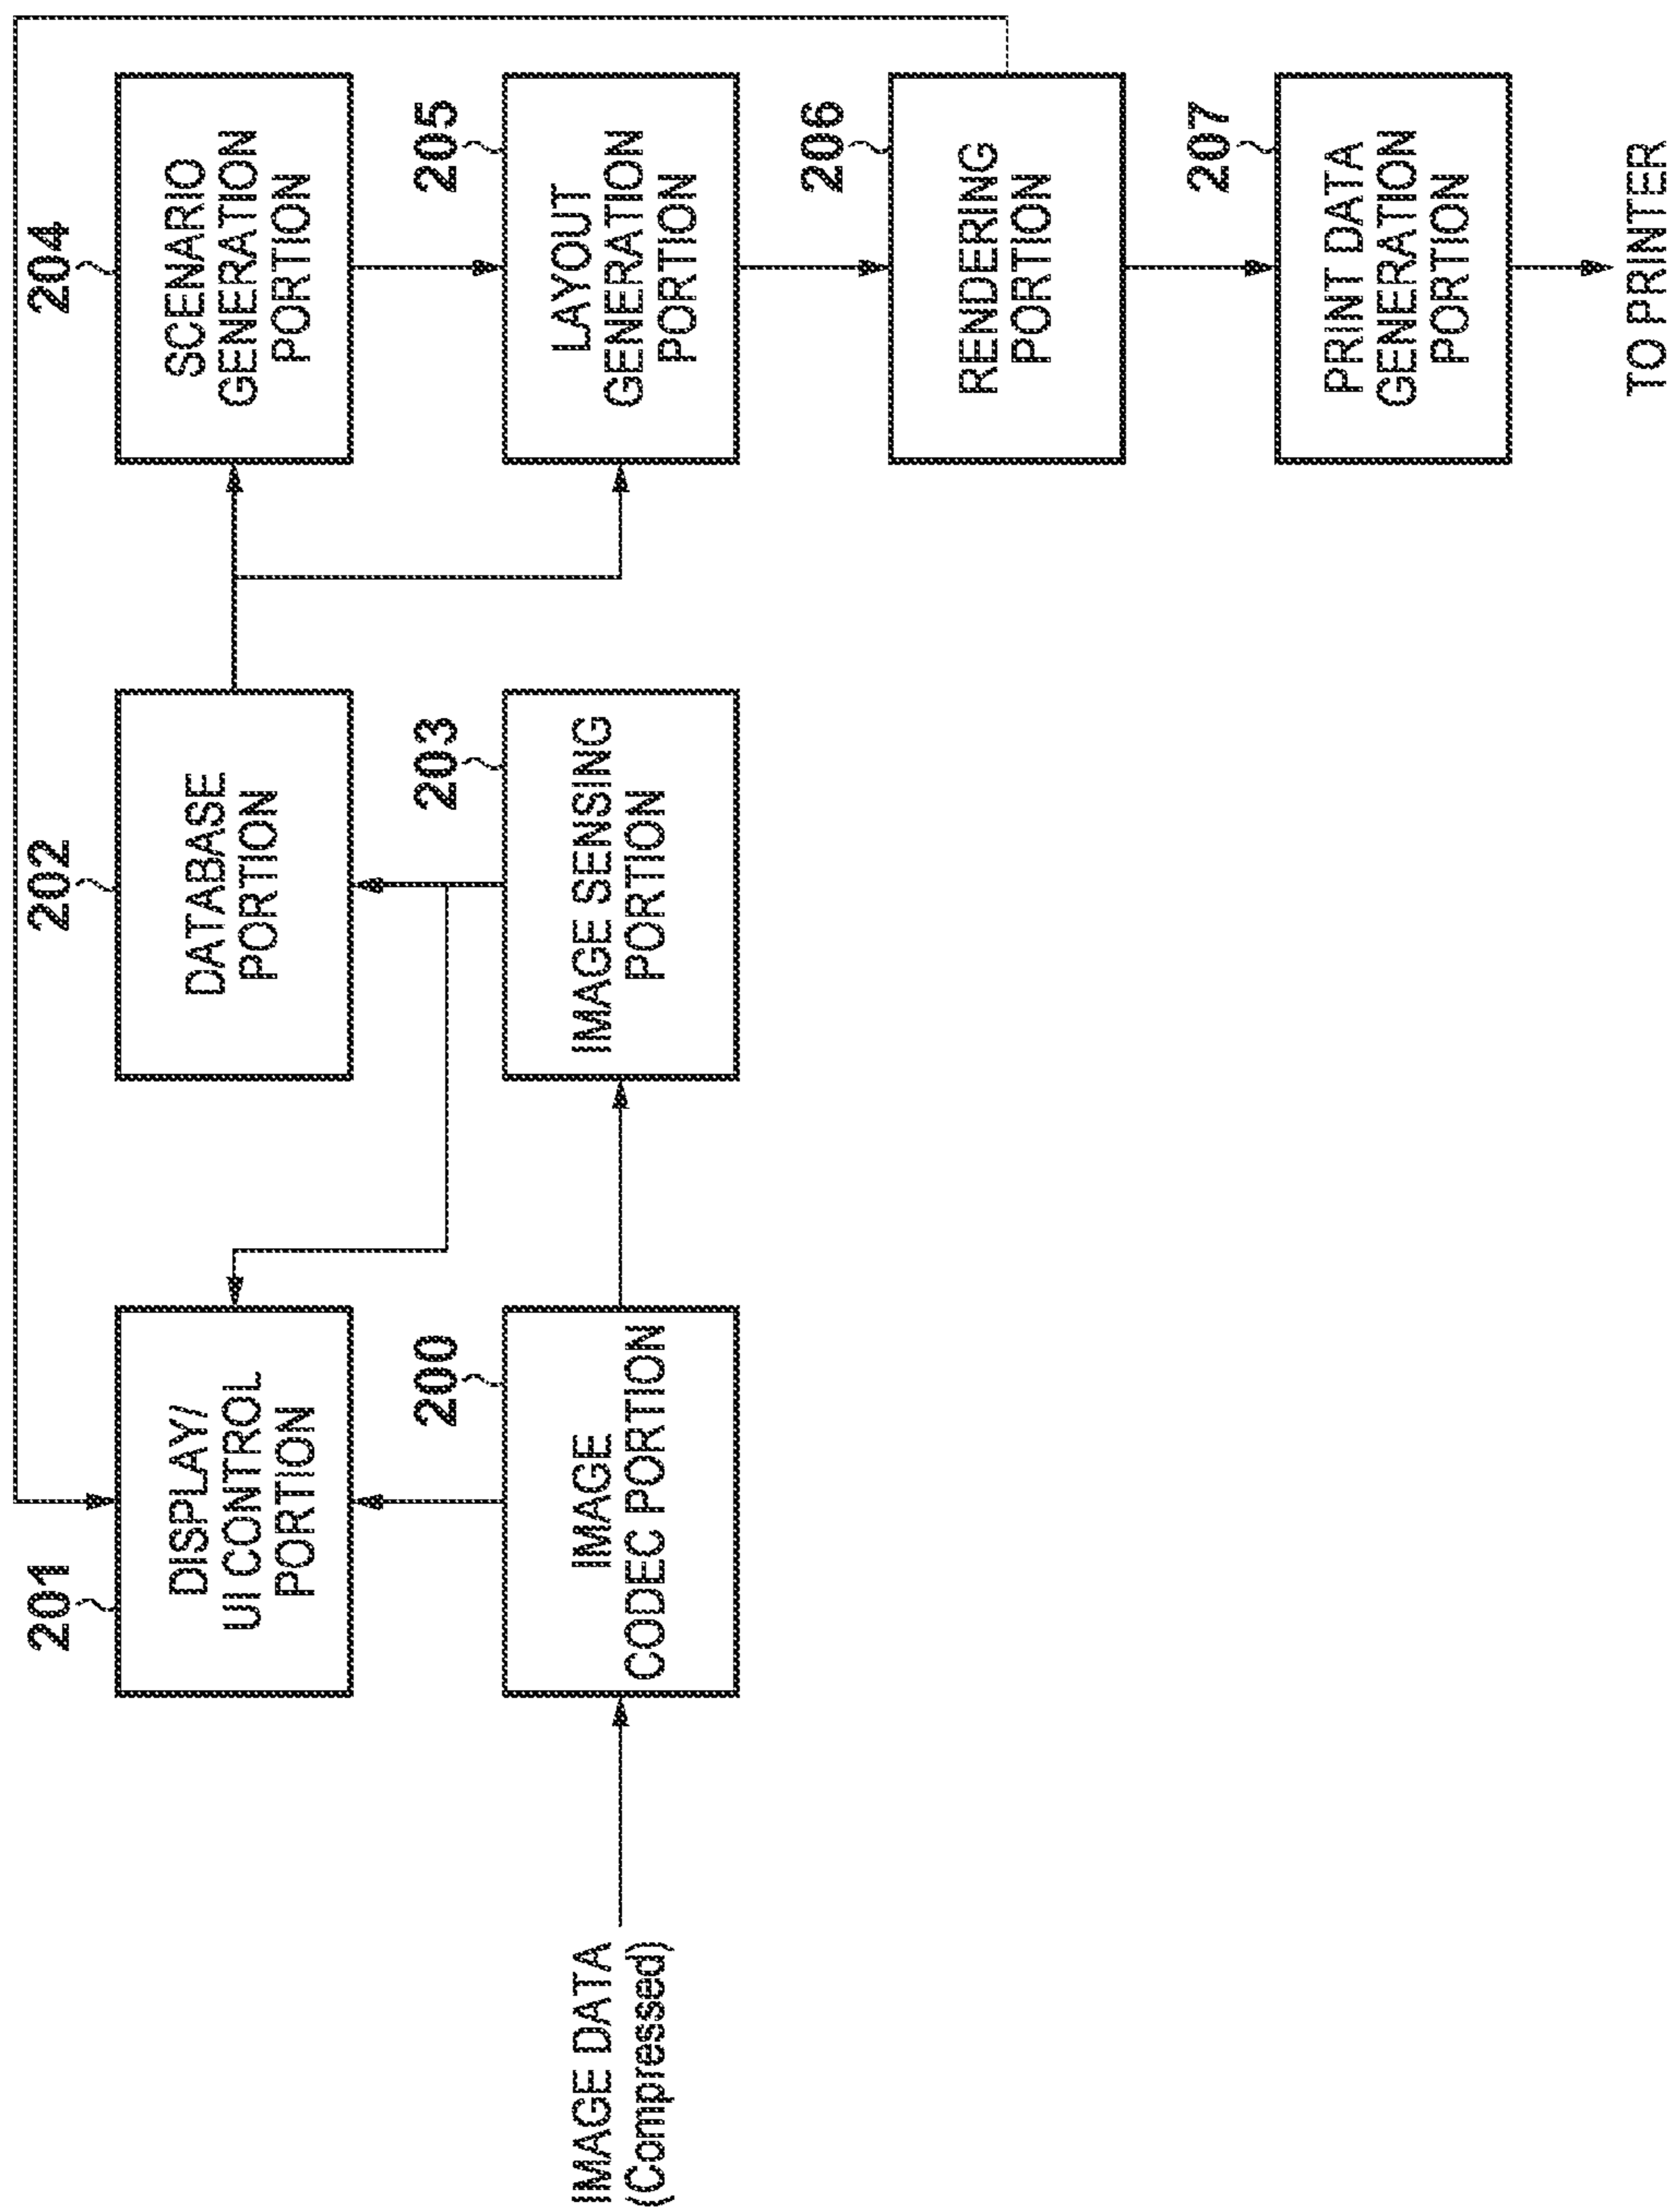 201
DISPLAY/
UI CONTROL
PORTION
202
DATABASE
PORTION
204
SCENARIO
GENERATION
PORTION
IMAGE DATA
(Compressed)
200
IMAGE
CODEC PORTION
203
IMAGE SENSING
PORTION
205
LAYOUT
GENERATION
PORTION
206
RENDERING
PORTION
207
PRINT DATA
GENERATION
PORTION
TO PRINTER